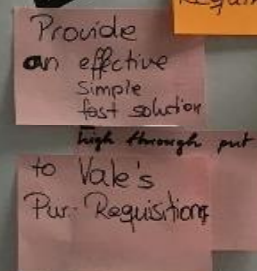 Provide
an effective
Simple
fast solution
high through put
to Vale's
Pur. Requisitions